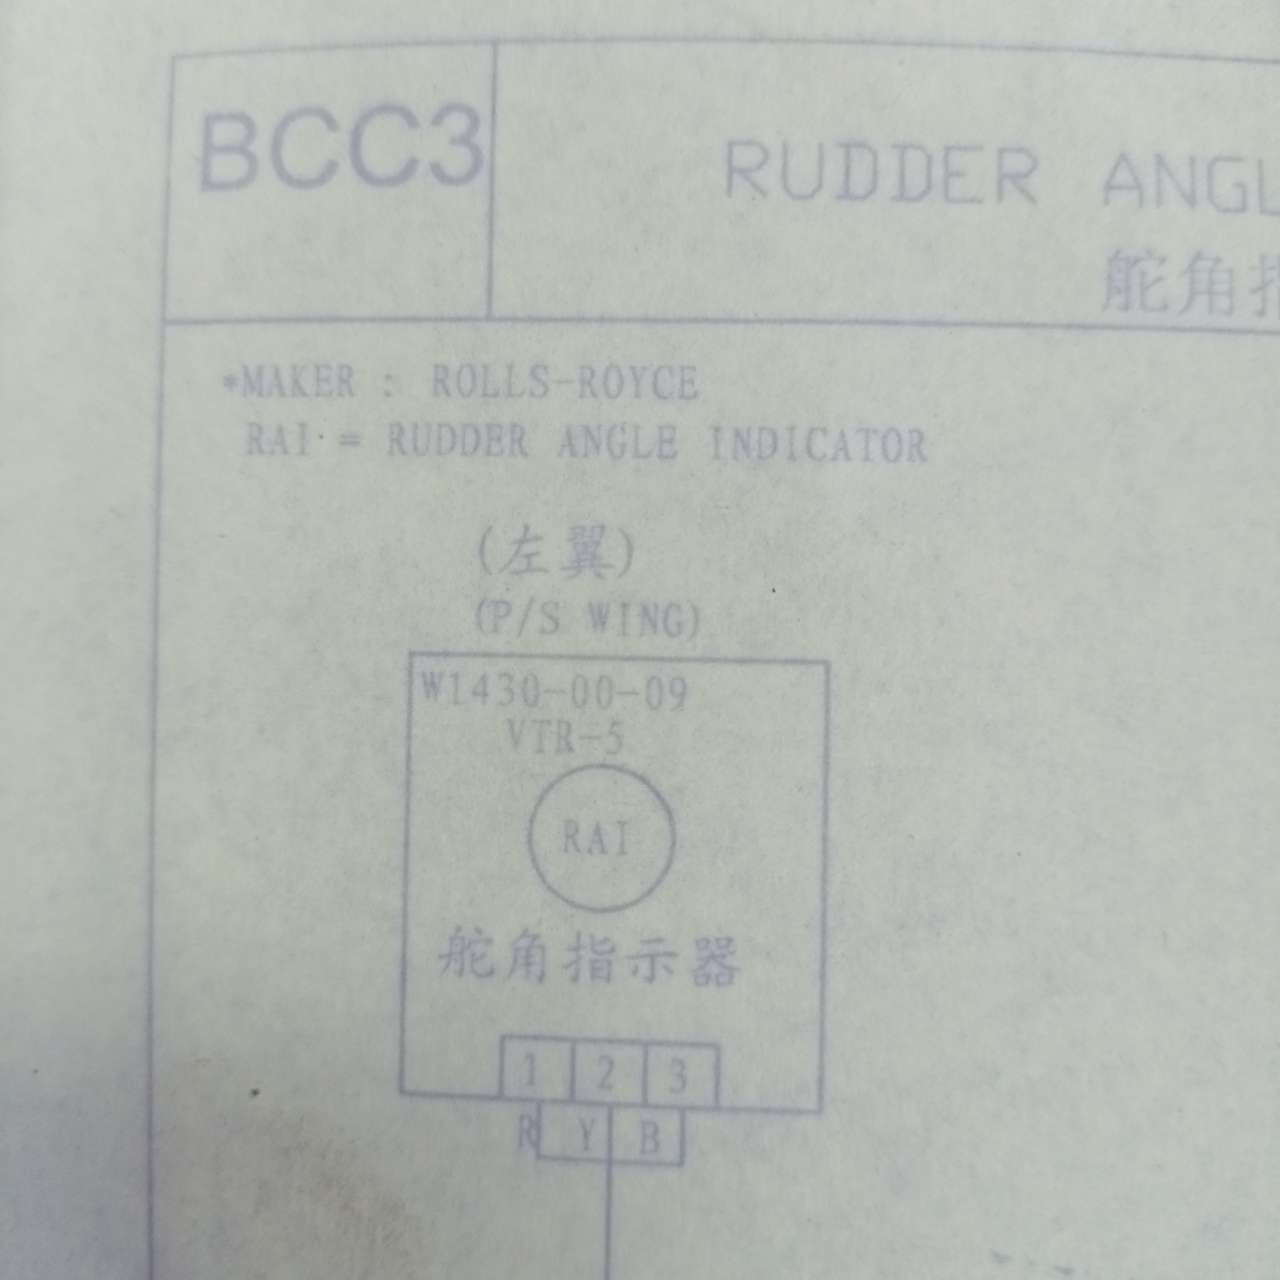 BCC3
RUDDER ANGL
舵角指
*MAKER : ROLLS-ROYCE
RAI = RUDDER ANGLE INDICATOR
(左翼)
(P/S WING)
W1430-00-09
VTR-5
RAI
舵角指示器
1 2 3
R Y B